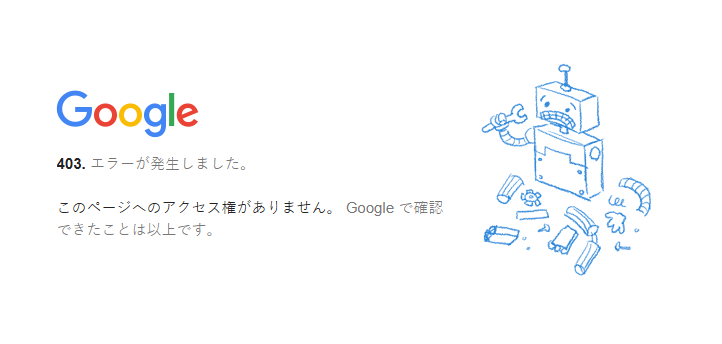 Google
403. エラーが発生しました。
このページへのアクセス権がありません。 Google で確認
できたことは以上です。